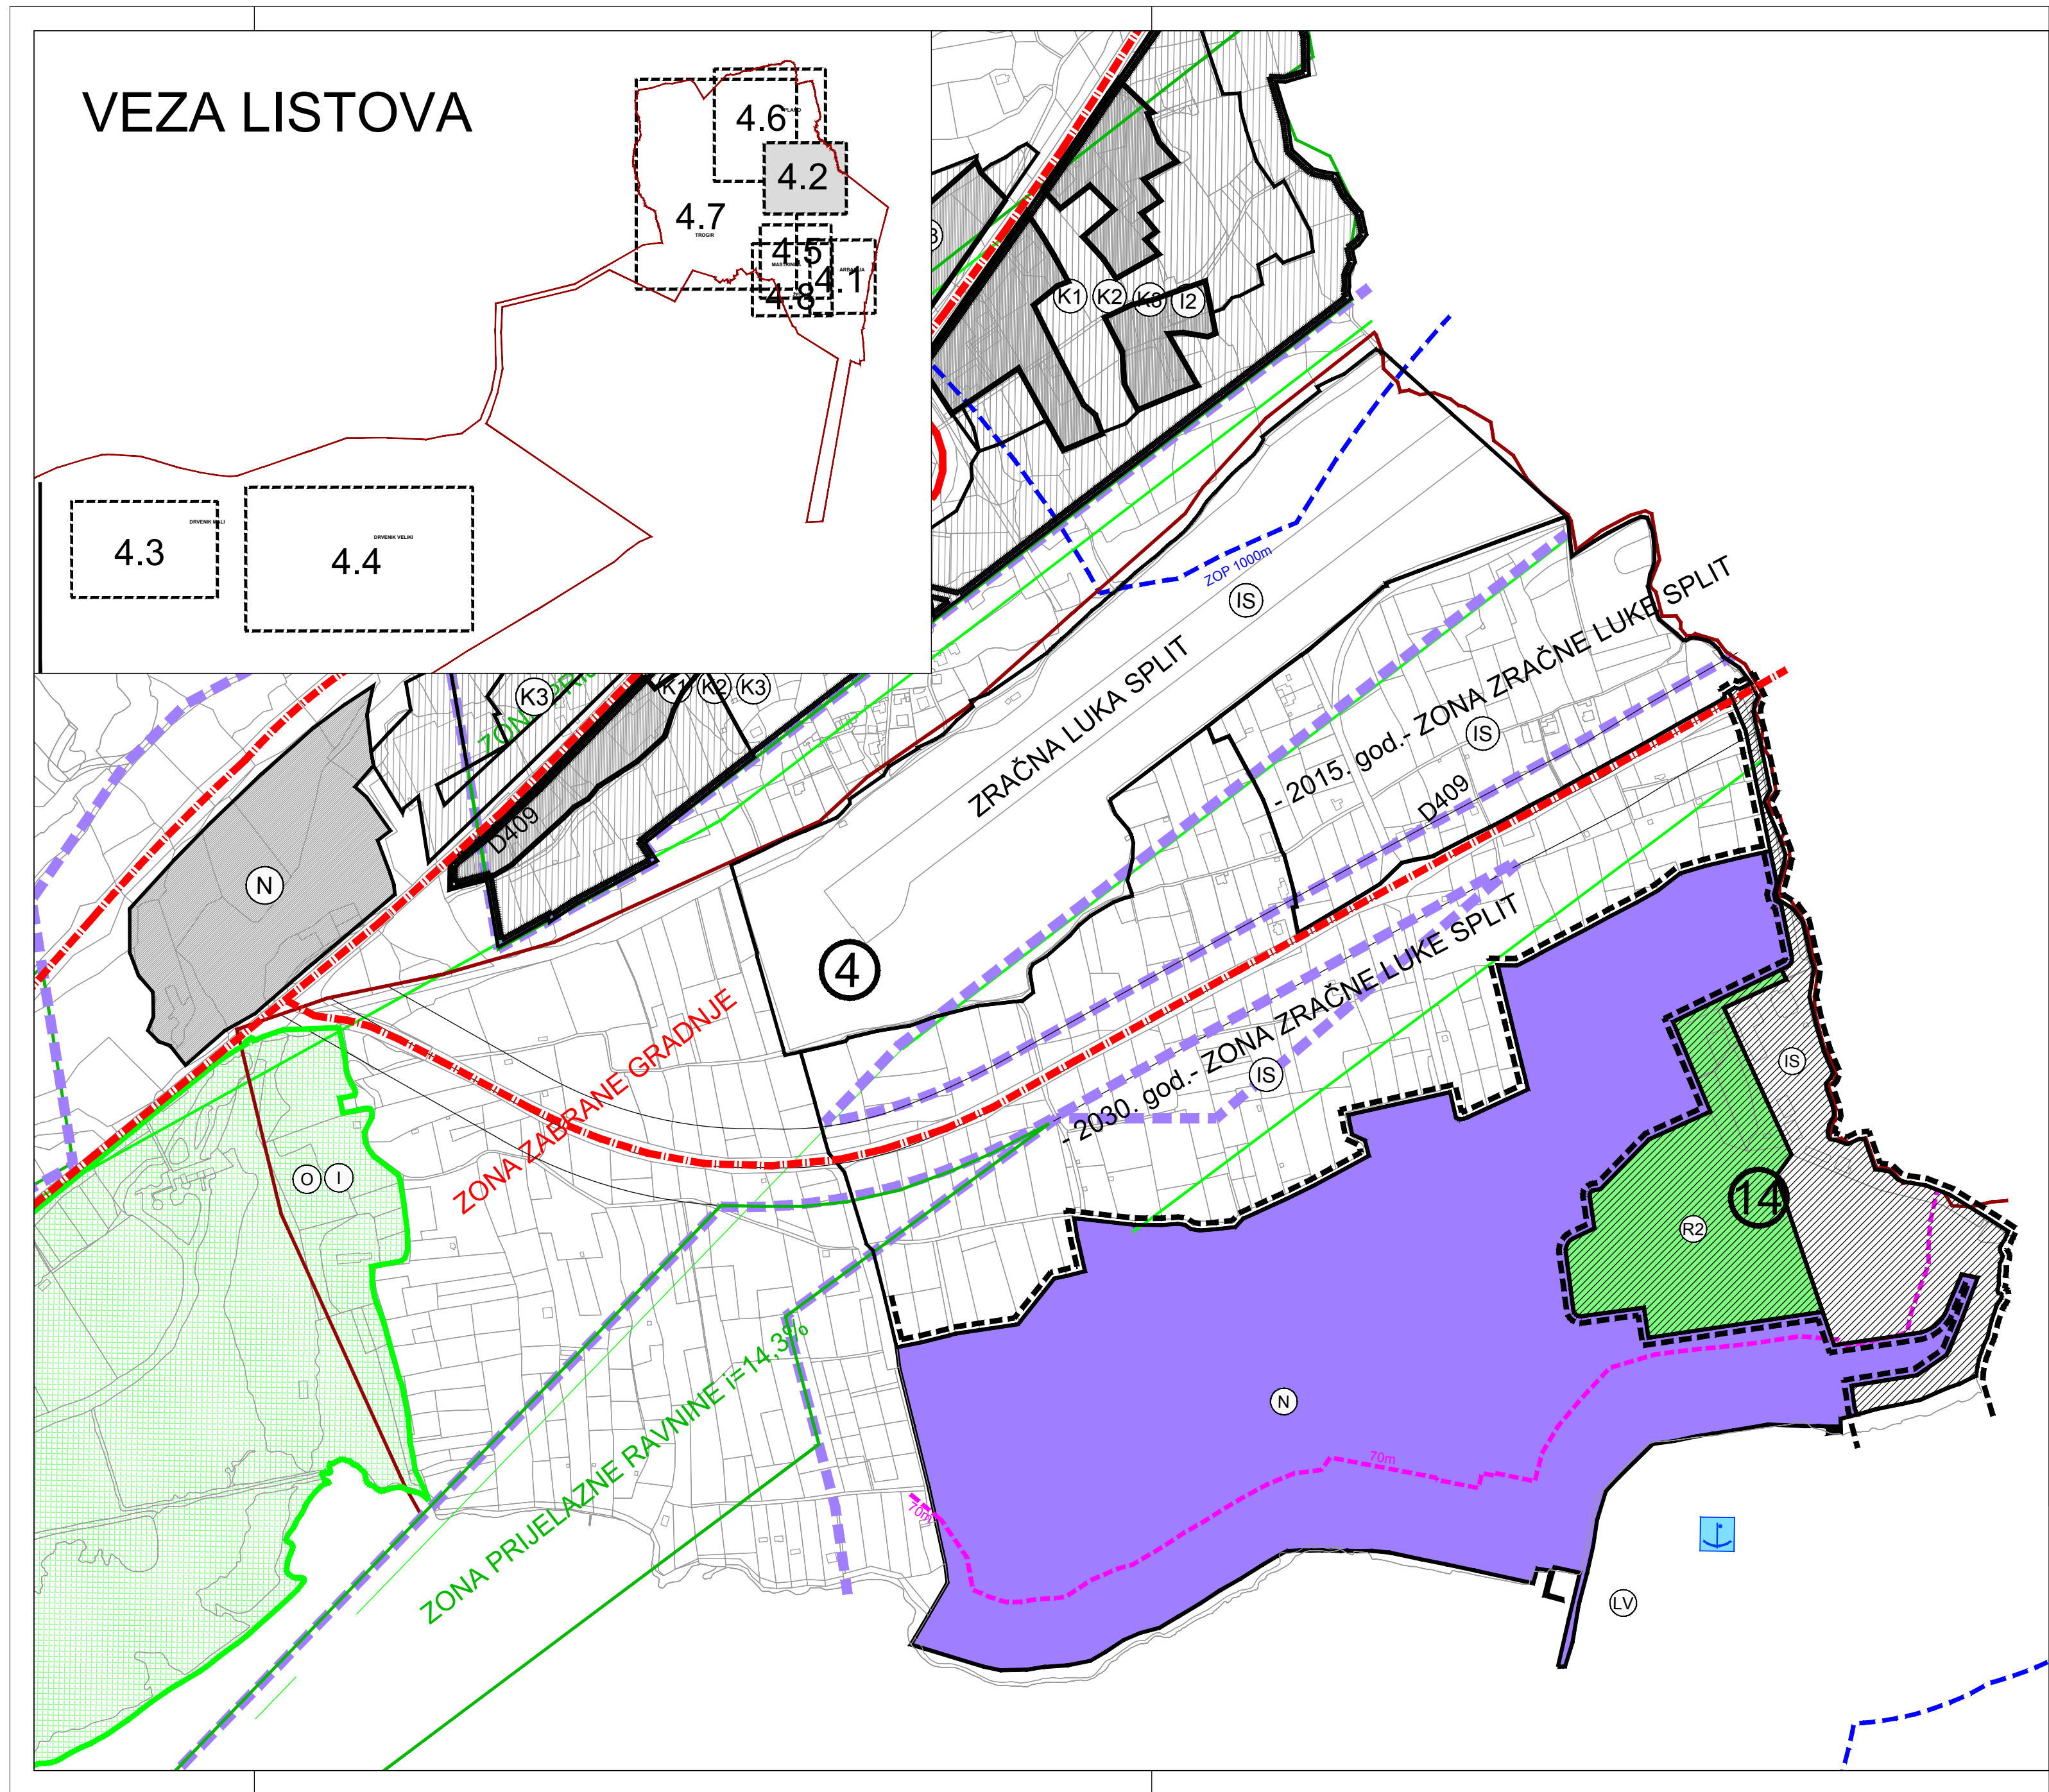 VEZA LISTOVA
4.6
4.2
4.7
TROGIR
4.5
4.1
4.8
DRVENIK MALI
4.3
DRVENIK VELIKI
4.4
K1
K2
K3
I2
ZOP 1000m
IS
ZRAČNA LUKA SPLIT
- 2015. god.- ZONA ZRAČNE LUKE SPLIT
IS
D409
K3
K1
K2
K3
D409
N
4
- 2030. god.- ZONA ZRAČNE LUKE SPLIT
IS
ZONA ZABRANE GRADNJE
O
I
IS
14
R2
ZONA PRIJELAZNE RAVNINE i=14,3%
N
70m
70m
LV